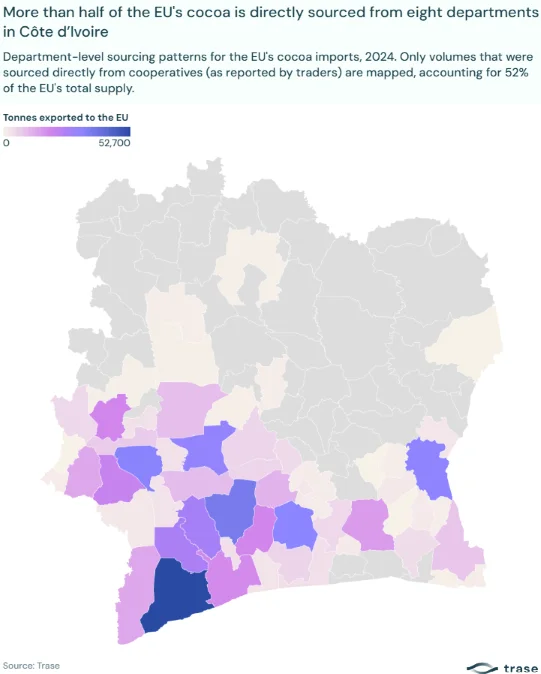 More than half of the EU's cocoa is directly sourced from eight departments
in Côte d'Ivoire
Department-level sourcing patterns for the EU's cocoa imports, 2024. Only volumes that were
sourced directly from cooperatives (as reported by traders) are mapped, accounting for 52%
of the EU's total supply.
Tonnes exported to the EU
0 52,700
Source: Trase
trase